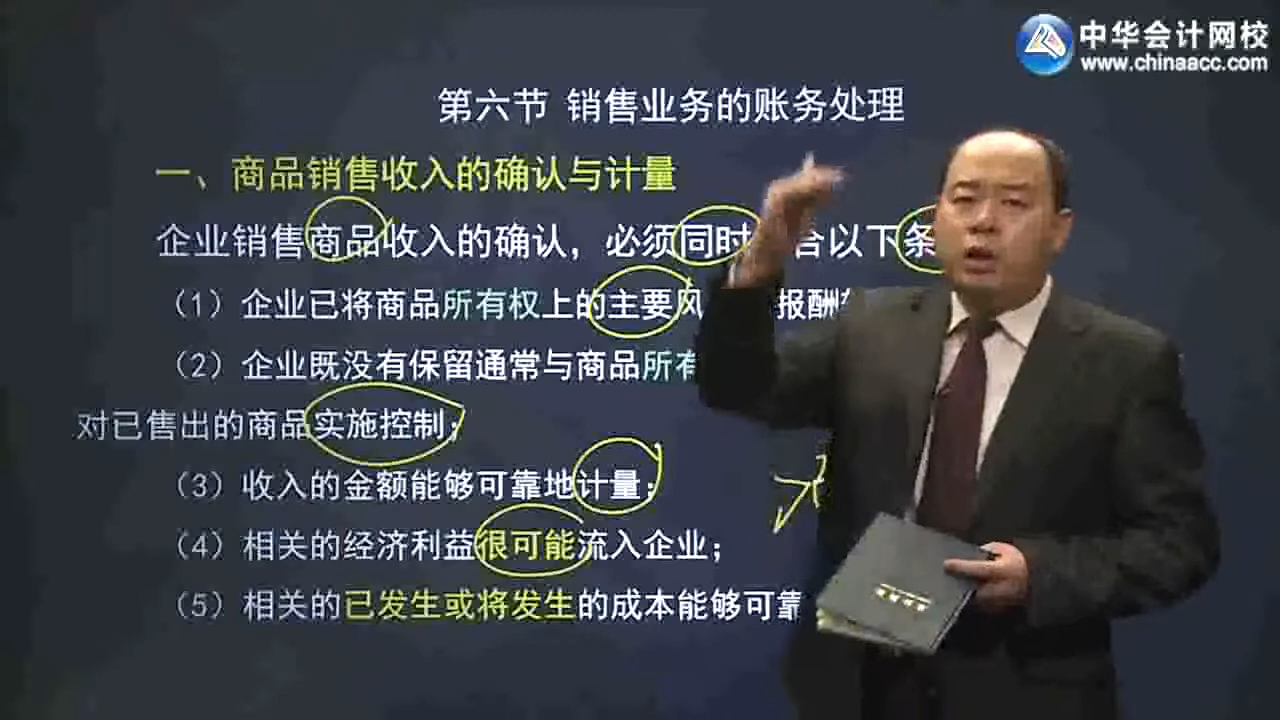 中华会计网校
www.chinaacc.com
第六节 销售业务的账务处理
一、商品销售收入的确认与计量
企业销售商品收入的确认，必须同时 合以下条
（1）企业已将商品所有权上的主要风 报酬
（2）企业既没有保留通常与商品所有
对已售出的商品实施控制；
（3）收入的金额能够可靠地计量；
（4）相关的经济利益很可能流入企业；
（5）相关的已发生或将发生的成本能够可靠